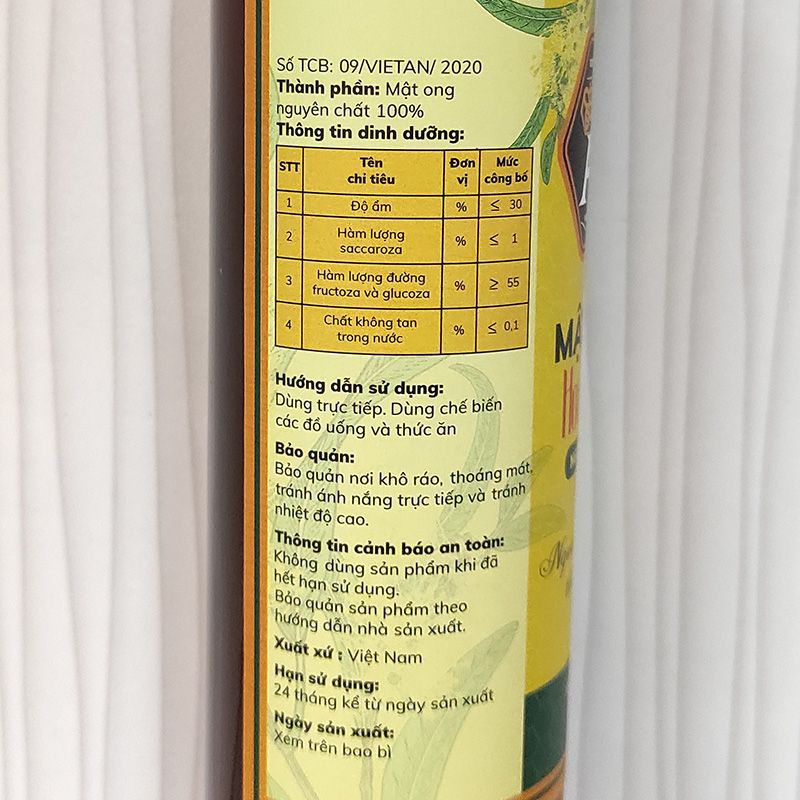 Số TCB: 09/VIETAN/ 2020
Thành phần: Mật ong
nguyên chất 100%
Thông tin dinh dưỡng:
STT Tên chỉ tiêu Đơn vị Mức công bố
1 Độ ẩm % ≤ 30
2 Hàm lượng saccaroza % ≤ 1
3 Hàm lượng đường fructoza và glucoza % ≥ 55
4 Chất không tan trong nước % ≤ 0,1
Hướng dẫn sử dụng:
Dùng trực tiếp. Dùng chế biến
các đồ uống và thức ăn
Bảo quản:
Bảo quản nơi khô ráo, thoáng mát,
tránh ánh nắng trực tiếp và tránh
nhiệt độ cao.
Thông tin cảnh báo an toàn:
Không dùng sản phẩm khi đã
hết hạn sử dụng.
Bảo quản sản phẩm theo
hướng dẫn nhà sản xuất.
Xuất xứ : Việt Nam
Hạn sử dụng:
24 tháng kể từ ngày sản xuất
Ngày sản xuất:
Xem trên bao bì